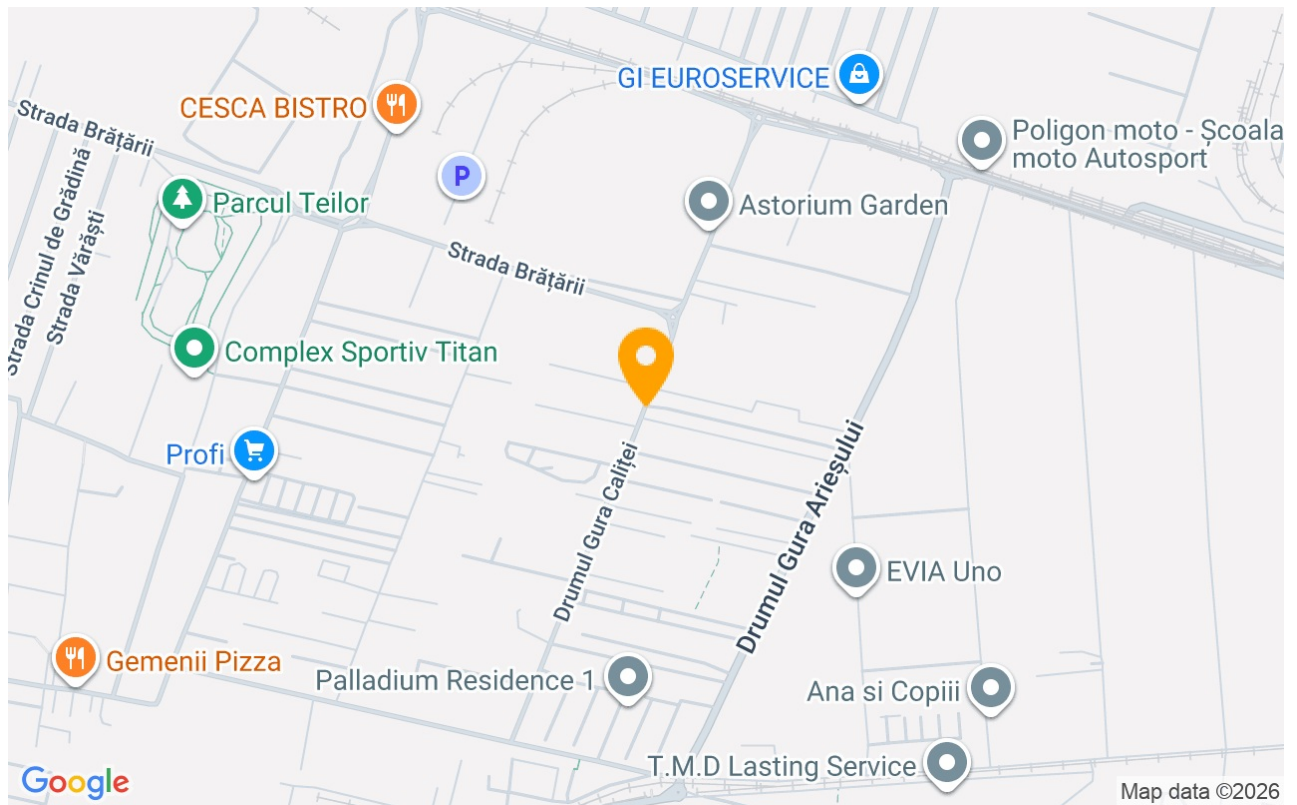 GI EUROSERVICE
CESCA BISTRO
Strada Brățării
Poligon moto - Școala
moto Autosport
P
Parcul Teilor
Astorium Garden
Strada Crinul de Grădină
Strada Vărăști
Strada Brățării
Complex Sportiv Titan
Profi
Drumul Gura Caliței
Drumul Gura Arieșului
EVIA Uno
Gemenii Pizza
Palladium Residence 1
Ana si Copiii
T.M.D Lasting Service
Google
Map data ©2026